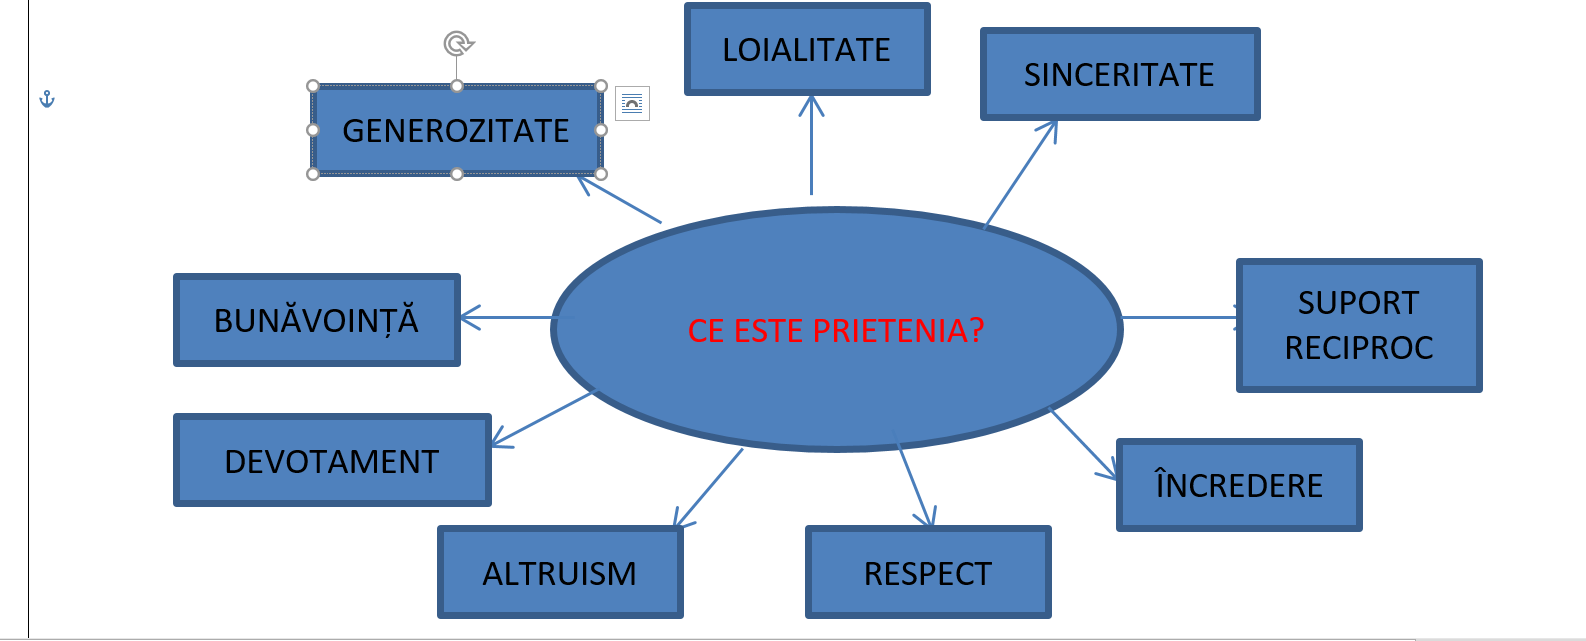 LOIALITATE
SINCERITATE
GENEROZITATE
BUNĂVOINȚĂ
CE ESTE PRIETENIA?
SUPORT
RECIPROC
DEVOTAMENT
ÎNCREDERE
ALTRUISM
RESPECT